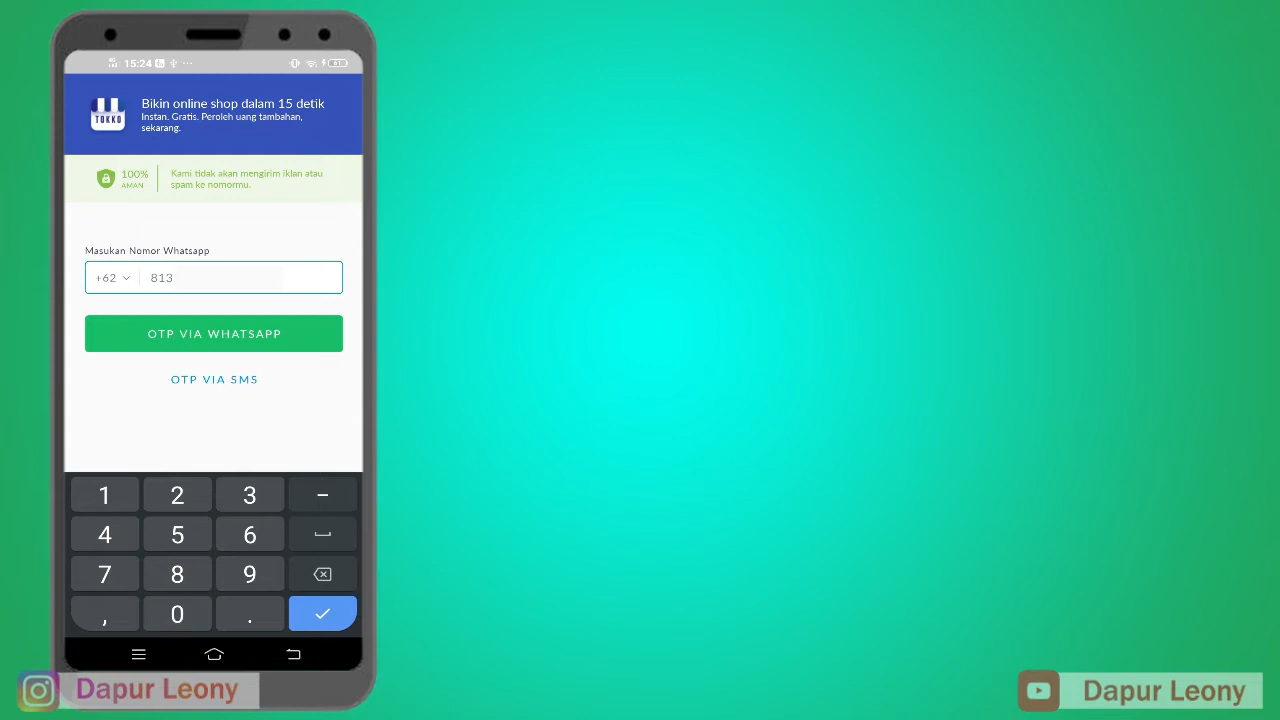 15:24
61
TOKKO
Bikin online shop dalam 15 detik
Instan. Gratis. Peroleh uang tambahan,
sekarang.
100%
AMAN
Kami tidak akan mengirim iklan atau
spam ke nomormu.
Masukan Nomor Whatsapp
+62 813
OTP VIA WHATSAPP
OTP VIA SMS
1 2 3 –
4 5 6
7 8 9
, 0 .
Dapur Leony
Dapur Leony